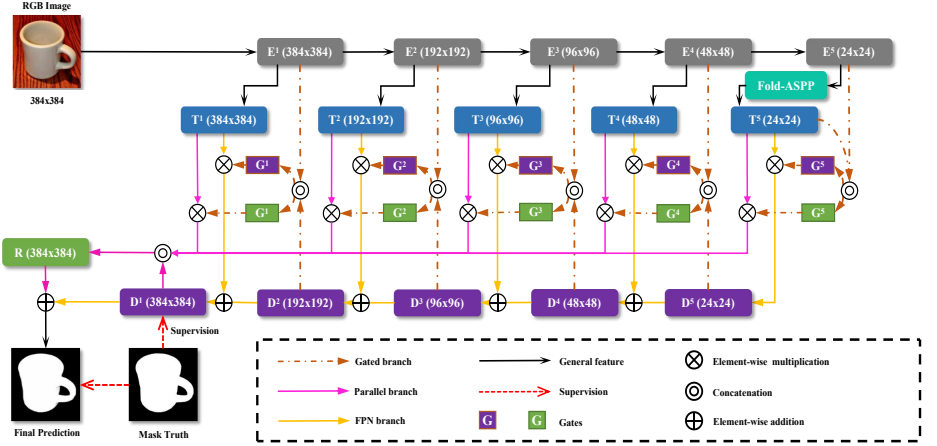 RGB Image
384x384
E¹ (384x384)
E² (192x192)
E³ (96x96)
E⁴ (48x48)
E⁵ (24x24)
Fold-ASPP
T¹ (384x384)
T² (192x192)
T³ (96x96)
T⁴ (48x48)
T⁵ (24x24)
G¹
G²
G³
G⁴
G⁵
G¹
G²
G³
G⁴
G⁵
R (384x384)
D¹ (384x384)
D² (192x192)
D³ (96x96)
D⁴ (48x48)
D⁵ (24x24)
Supervision
Final Prediction
Mask Truth
Gated branch
General feature
Element-wise multiplication
Parallel branch
Supervision
Concatenation
FPN branch
G
G
Gates
Element-wise addition